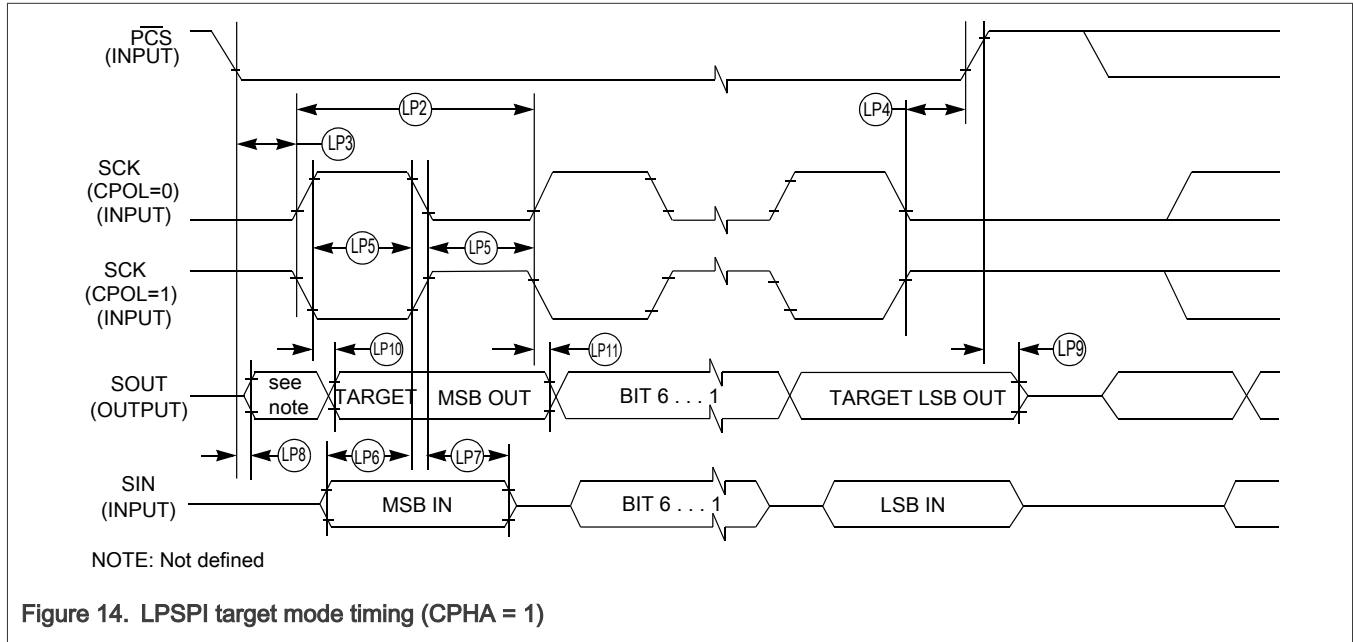 PCS
(INPUT)
LP2
LP4
LP3
SCK
(CPOL=0)
(INPUT)
LP5
LP5
SCK
(CPOL=1)
(INPUT)
LP10
LP11
LP9
SOUT
(OUTPUT)
see
note
TARGET
MSB OUT
BIT 6 . . . 1
TARGET LSB OUT
LP8
LP6
LP7
SIN
(INPUT)
MSB IN
BIT 6 . . . 1
LSB IN
NOTE: Not defined
Figure 14. LPSPI target mode timing (CPHA = 1)